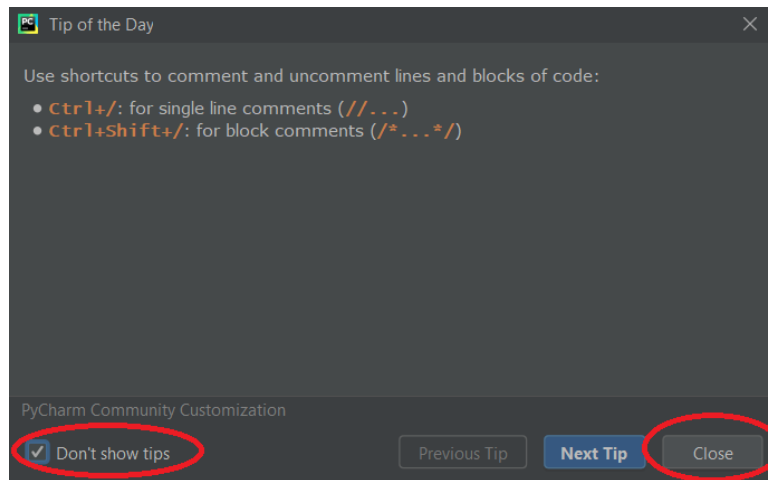 PC
Tip of the Day
Use shortcuts to comment and uncomment lines and blocks of code:
● Ctrl+/: for single line comments (//...)
● Ctrl+Shift+/: for block comments (/*...*/)
PyCharm Community Customization
Don't show tips Previous Tip Next Tip Close